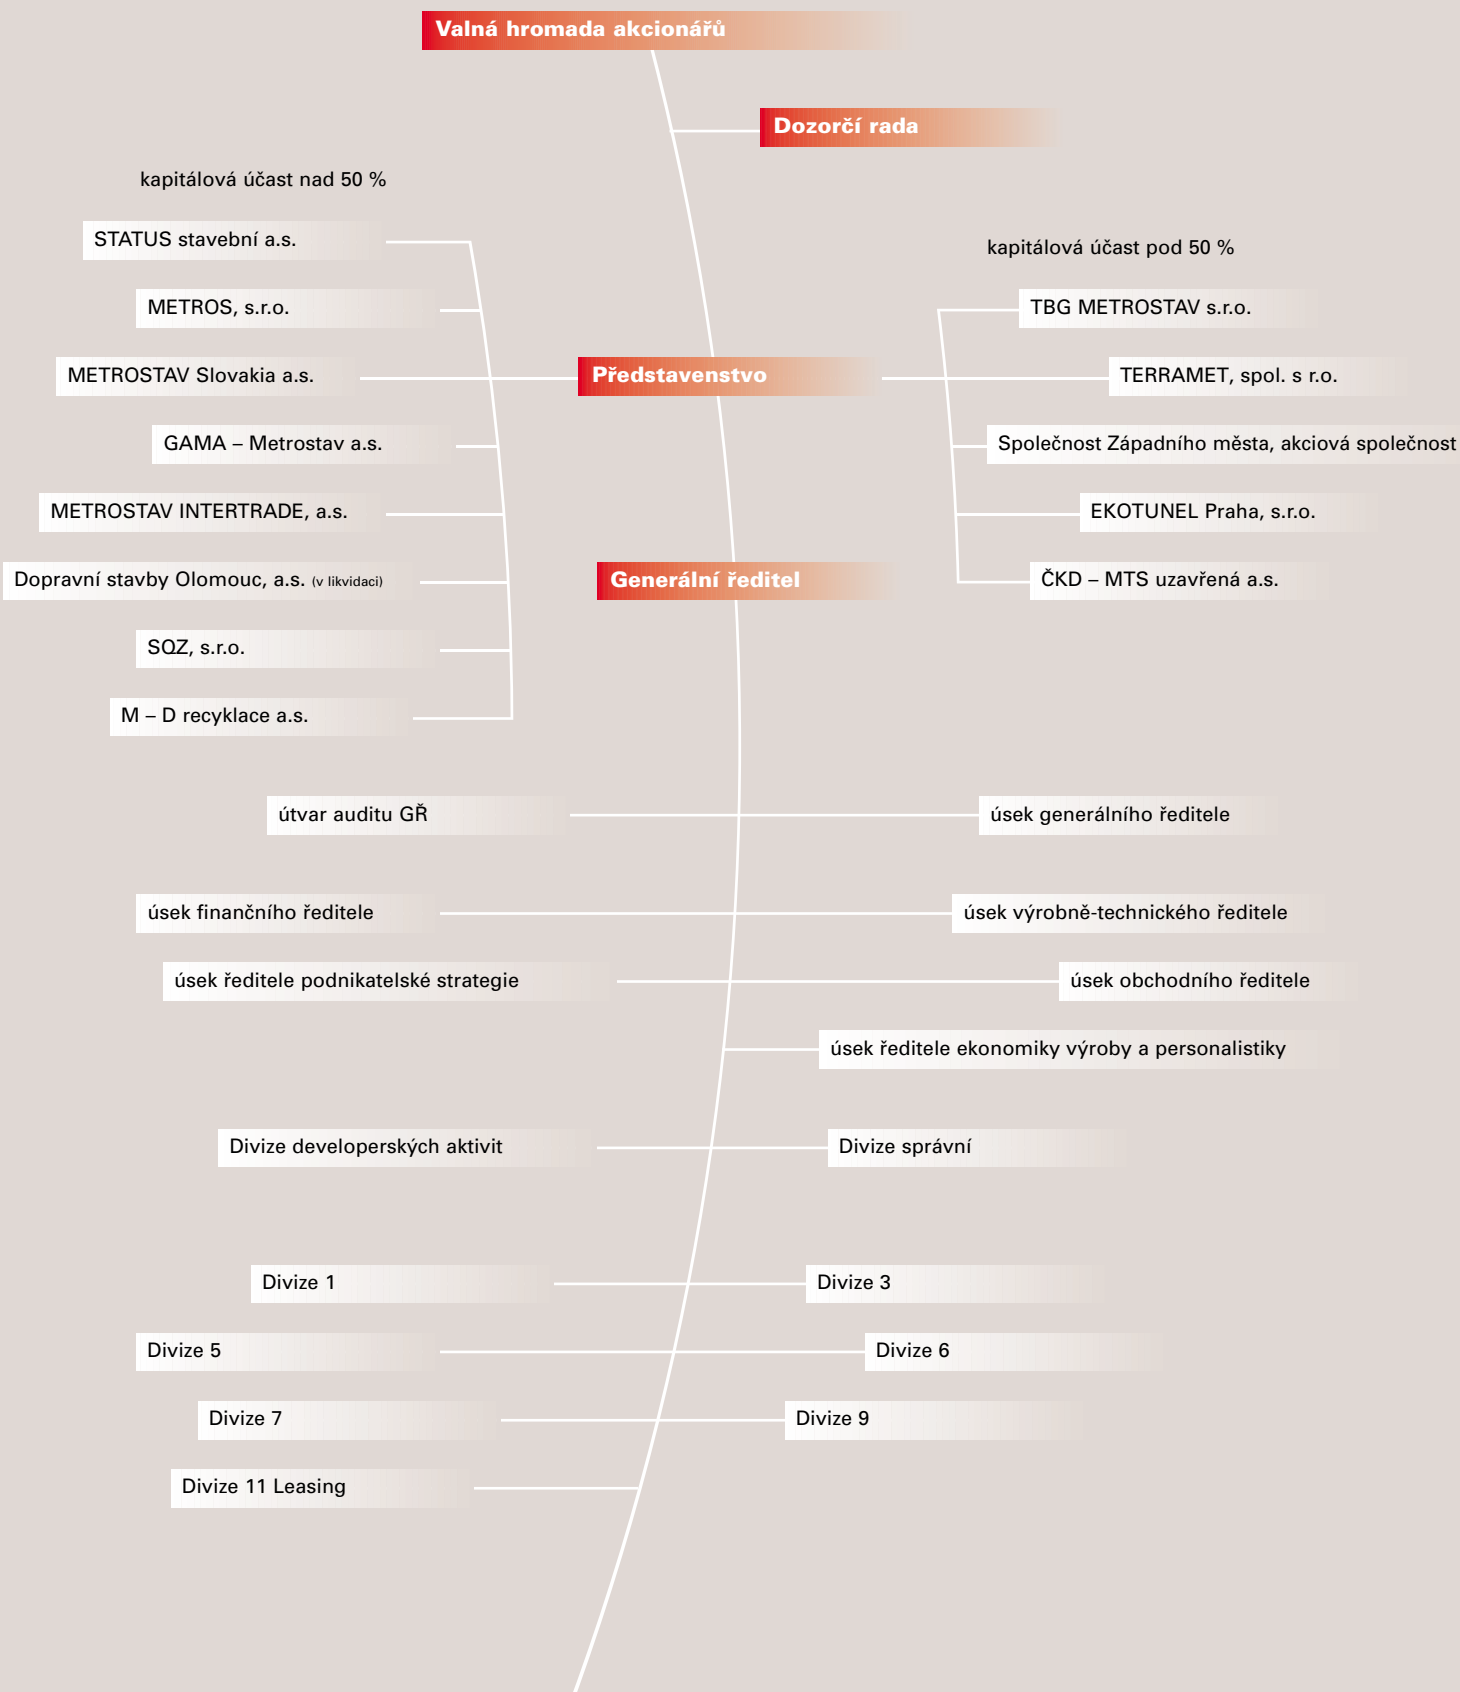 Valná hromada akcionářů
Dozorčí rada
kapitálová účast nad 50 %
STATUS stavební a.s.
METROS, s.r.o.
METROSTAV Slovakia a.s.
GAMA – Metrostav a.s.
METROSTAV INTERTRADE, a.s.
Dopravní stavby Olomouc, a.s. (v likvidaci)
SQZ, s.r.o.
M – D recyklace a.s.
Představenstvo
Generální ředitel
kapitálová účast pod 50 %
TBG METROSTAV s.r.o.
TERRAMET, spol. s r.o.
Společnost Západního města, akciová společnost
EKOTUNEL Praha, s.r.o.
ČKD – MTS uzavřená a.s.
útvar auditu GŘ
úsek generálního ředitele
úsek finančního ředitele
úsek výrobně-technického ředitele
úsek ředitele podnikatelské strategie
úsek obchodního ředitele
úsek ředitele ekonomiky výroby a personalistiky
Divize developerských aktivit
Divize správní
Divize 1
Divize 3
Divize 5
Divize 6
Divize 7
Divize 9
Divize 11 Leasing